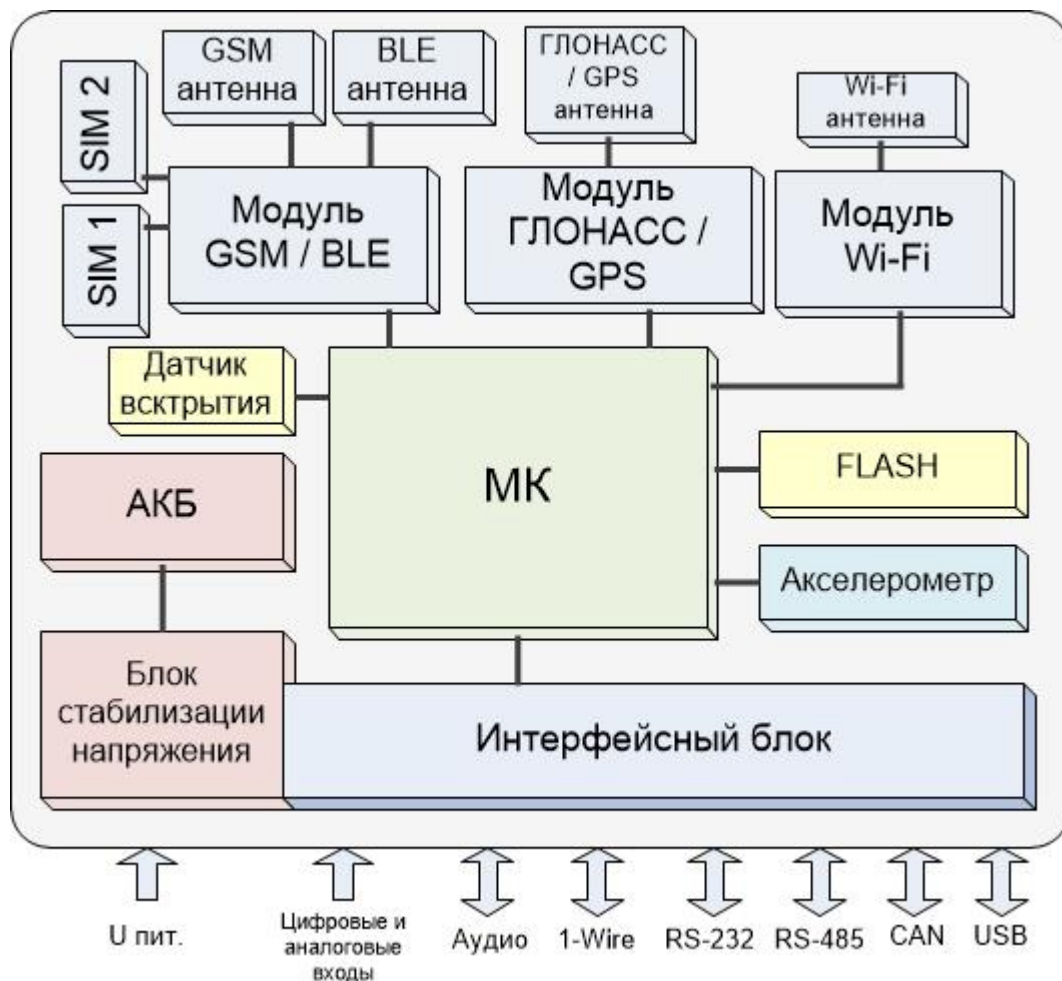 GSM
антенна
BLE
антенна
ГЛОНАСС
/ GPS
антенна
Wi-Fi
антенна
SIM 2
SIM 1
Модуль
GSM / BLE
Модуль
ГЛОНАСС /
GPS
Модуль
Wi-Fi
Датчик
всктрытия
МК
FLASH
АКБ
Акселерометр
Блок
стабилизации
напряжения
Интерфейсный блок
U пит.
Цифровые и
аналоговые
входы
Аудио
1-Wire
RS-232
RS-485
CAN
USB